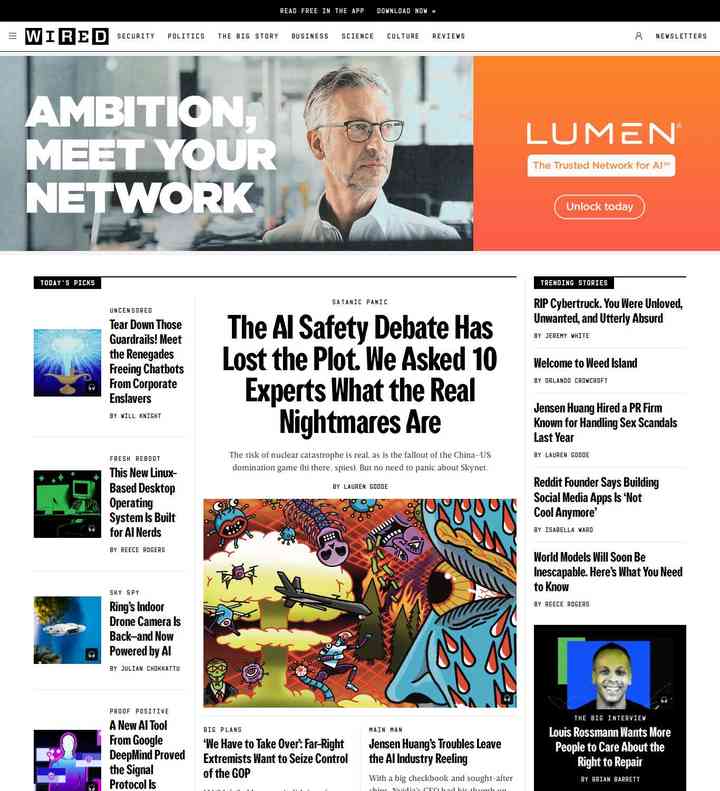 READ FREE IN THE APP DOWNLOAD NOW
WIRED
SECURITY POLITICS THE BIG STORY BUSINESS SCIENCE CULTURE REVIEWS
NEWSLETTERS
AMBITION,
MEET YOUR
NETWORK
LUMEN®
The Trusted Network for AI℠
Unlock today
TODAY'S PICKS
UNCENSORED
Tear Down Those
Guardrails! Meet
the Renegades
Freeing Chatbots
From Corporate
Enslavers
BY WILL KNIGHT
FRESH REBOOT
This New Linux-
Based Desktop
Operating
System Is Built
for AI Nerds
BY REECE ROGERS
SKY SPY
Ring's Indoor
Drone Camera Is
Back—and Now
Powered by AI
BY JULIAN CHOKKATTU
PROOF POSITIVE
A New AI Tool
From Google
DeepMind Proved
the Signal
Protocol Is
SATANIC PANIC
The AI Safety Debate Has
Lost the Plot. We Asked 10
Experts What the Real
Nightmares Are
The risk of nuclear catastrophe is real, as is the fallout of the China-US
domination game (hi there, spies). But no need to panic about Skynet.
BY LAUREN GOODE
BIG PLANS
'We Have to Take Over': Far-Right
Extremists Want to Seize Control
of the GOP
MAIN MAN
Jensen Huang's Troubles Leave
the AI Industry Reeling
With a big checkbook and sought-after
chips, Nvidia's CEO had his thumb on
TRENDING STORIES
RIP Cybertruck. You Were Unloved,
Unwanted, and Utterly Absurd
BY JEREMY WHITE
Welcome to Weed Island
BY ORLANDO CROWCROFT
Jensen Huang Hired a PR Firm
Known for Handling Sex Scandals
Last Year
BY LAUREN GOODE
Reddit Founder Says Building
Social Media Apps Is 'Not
Cool Anymore'
BY ISABELLA WARD
World Models Will Soon Be
Inescapable. Here's What You Need
to Know
BY REECE ROGERS
THE BIG INTERVIEW
Louis Rossmann Wants More
People to Care About the
Right to Repair
BY BRIAN BARRETT